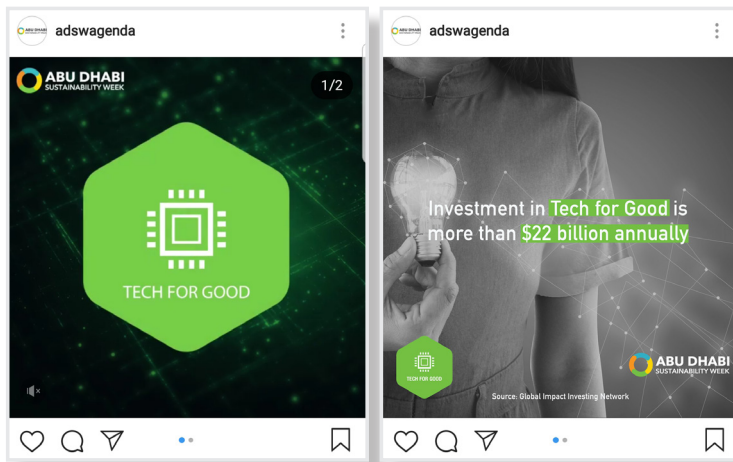 adswagenda
ABU DHABI
SUSTAINABILITY WEEK
1/2
TECH FOR GOOD
adswagenda
Investment in Tech for Good is
more than $22 billion annually
TECH FOR GOOD
ABU DHABI
SUSTAINABILITY WEEK
Source: Global Impact Investing Network